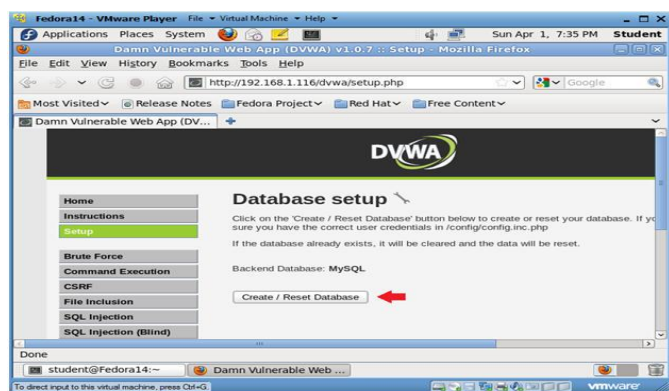 Fedora14 - VMware Player File ▾ Virtual Machine ▾ Help ▾
Applications Places System Sun Apr 1, 7:35 PM Student
Damn Vulnerable Web App (DVWA) v1.0.7 :: Setup - Mozilla Firefox
File Edit View History Bookmarks Tools Help
http://192.168.1.116/dvwa/setup.php Google
Most Visited Release Notes Fedora Project Red Hat Free Content
Damn Vulnerable Web App (DV...
DVWA
Home
Instructions
Setup
Brute Force
Command Execution
CSRF
File Inclusion
SQL Injection
SQL Injection (Blind)
Database setup
Click on the 'Create / Reset Database' button below to create or reset your database. If yo
sure you have the correct user credentials in /config/config.inc.php
If the database already exists, it will be cleared and the data will be reset.
Backend Database: MySQL
Create / Reset Database
Done
student@Fedora14:~ Damn Vulnerable Web ...
To direct input to this virtual machine, press Ctrl+G. vmware